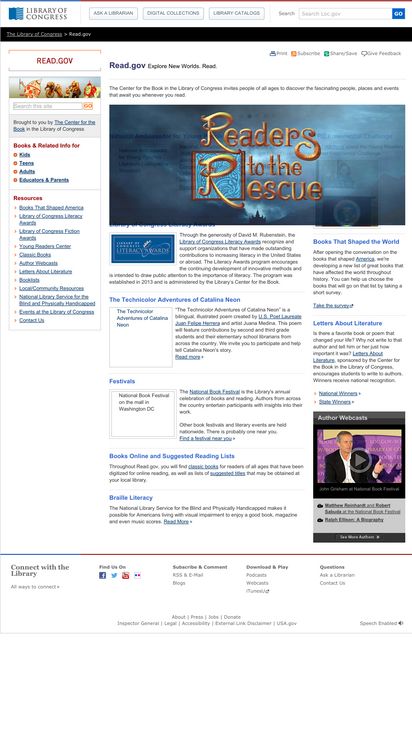 LIBRARY OF CONGRESS
ASK A LIBRARIAN
DIGITAL COLLECTIONS
LIBRARY CATALOGS
Search
Search Loc.gov
GO
The Library of Congress > Read.gov
Print Subscribe Share/Save Give Feedback
READ.GOV
Search this site GO
Brought to you by The Center for the
Book in the Library of Congress
Books & Related Info for
Kids
Teens
Adults
Educators & Parents
Resources
Books That Shaped America
Library of Congress Literacy
Awards
Library of Congress Fiction
Awards
Young Readers Center
Classic Books
Author Webcasts
Letters About Literature
Booklists
Local/Community Resources
National Library Service for the
Blind and Physically Handicapped
Events at the Library of Congress
Contact Us
Read.gov Explore New Worlds. Read.
The Center for the Book in the Library of Congress invites people of all ages to discover the fascinating people, places and events
that await you whenever you read.
Readers
to the
Rescue
Library of Congress Literacy Awards
LIBRARY OF CONGRESS
LITERACY AWARDS
Through the generosity of David M. Rubenstein, the
Library of Congress Literacy Awards recognize and
support organizations that have made outstanding
contributions to increasing literacy in the United States
or abroad. The Literacy Awards program encourages
the continuing development of innovative methods and
is intended to draw public attention to the importance of literacy. The program was
established in 2013 and is administered by the Library's Center for the Book.
The Technicolor Adventures of Catalina Neon
The Technicolor
Adventures of Catalina
Neon
"The Technicolor Adventures of Catalina Neon" is a
bilingual, illustrated poem created by U.S. Poet Laureate
Juan Felipe Herrera and artist Juana Medina. This poem
will feature contributions by second and third grade
students and their elementary school librarians from
across the country. We invite you to participate and help
tell Catalina Neon's story.
Read more
Festivals
National Book Festival
on the mall in
Washington DC
The National Book Festival is the Library's annual
celebration of books and reading. Authors from across
the country entertain participants with insights into their
work.
Other book festivals and literary events are held
nationwide. There is probably one near you.
Find a festival near you
Books Online and Suggested Reading Lists
Throughout Read.gov, you will find classic books for readers of all ages that have been
digitized for online reading, as well as lists of suggested titles that may be obtained at
your local library.
Braille Literacy
The National Library Service for the Blind and Physically Handicapped makes it
possible for Americans living with visual impairment to enjoy a good book, magazine
and even music scores. Read More
Books That Shaped the World
After opening the conversation on
the books that shaped America, we're
developing a new list of great books
that have affected the world
throughout history. You can help us
choose the books that will go on that
list by taking a short survey.
Take the survey
Letters About Literature
Is there a favorite book or poem that
changed your life? Why not write to that
author and tell him or her just how
important it was? Letters About
Literature, sponsored by the Center for
the Book in the Library of Congress,
encourages students to write to authors.
Winners receive national recognition.
National Winners
State Winners
Author Webcasts
John Grisham at National Book Festival
Matthew Reinhardt and Robert
Sabuda at the National Book Festival
Ralph Ellison: A Biography
See More Authors
Connect with the
Library
All ways to connect
Find Us On
Subscribe & Comment
RSS & E-Mail
Blogs
Download & Play
Podcasts
Webcasts
iTunesU
Questions
Ask a Librarian
Contact Us
About | Press | Jobs | Donate
Inspector General | Legal | Accessibility | External Link Disclaimer | USA.gov
Speech Enabled